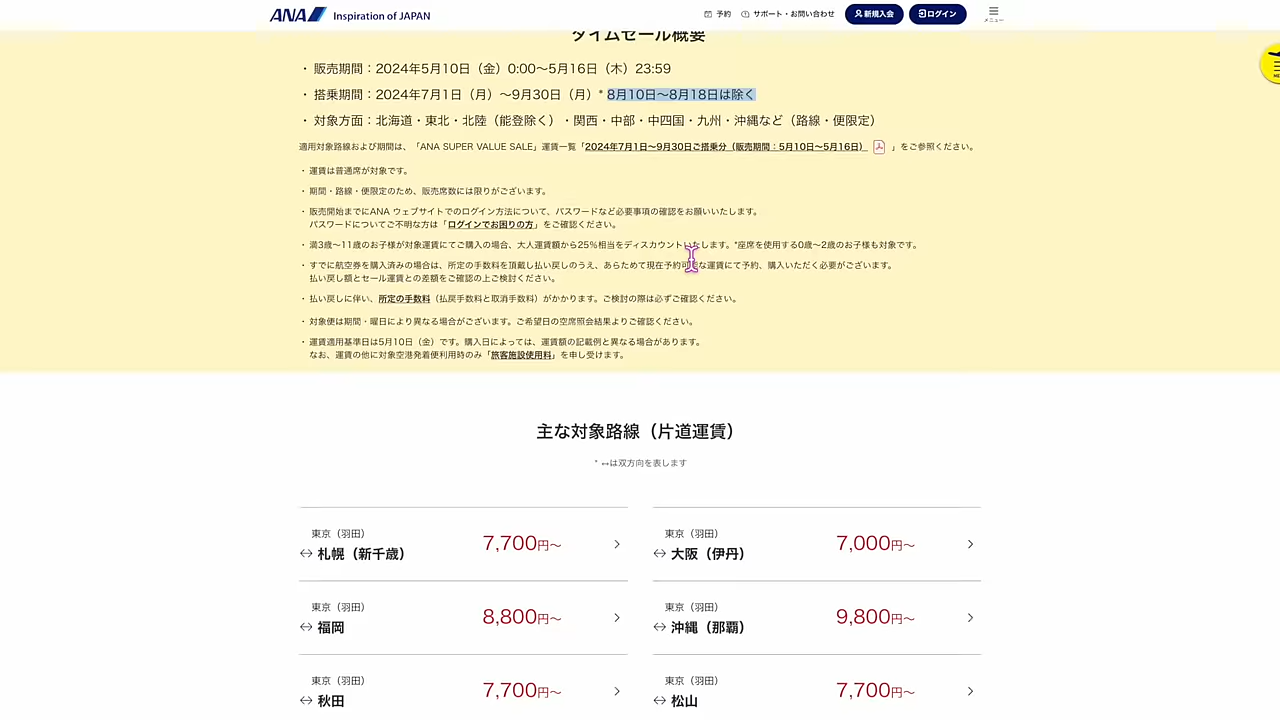 ANA Inspiration of JAPAN
予約
サポート・お問い合わせ
新規入会
ログイン
メニュー
タイムセール概要
・ 販売期間：2024年5月10日（金）0:00～5月16日（木）23:59
・ 搭乗期間：2024年7月1日（月）～9月30日（月）* 8月10日～8月18日は除く
・ 対象方面：北海道・東北・北陸（能登除く）・関西・中部・中四国・九州・沖縄など（路線・便限定）
適用対象路線および期間は、「ANA SUPER VALUE SALE」運賃一覧「2024年7月1日～9月30日ご搭乗分（販売期間：5月10日～5月16日）」をご参照ください。
・ 運賃は普通席が対象です。
・ 期間・路線・便限定のため、販売席数には限りがございます。
・ 販売開始までにANA ウェブサイトでのログイン方法について、パスワードなど必要事項の確認をお願いいたします。
パスワードについてご不明な方は「ログインでお困りの方」をご確認ください。
・ 満3歳～11歳のお子様が対象運賃にてご購入の場合、大人運賃額から25%相当をディスカウントいたします。*座席を使用する0歳～2歳のお子様も対象です。
・ すでに航空券を購入済みの場合は、所定の手数料を頂戴し払い戻しのうえ、あらためて現在予約可能な運賃にて予約、購入いただく必要がございます。
払い戻し額とセール運賃との差額をご確認の上ご検討ください。
・ 払い戻しに伴い、所定の手数料（払戻手数料と取消手数料）がかかります。ご検討の際は必ずご確認ください。
・ 対象便は期間・曜日により異なる場合がございます。ご希望日の空席照会結果よりご確認ください。
・ 運賃適用基準日は5月10日（金）です。購入日によっては、運賃額の記載例と異なる場合があります。
なお、運賃の他に対象空港発着便利用時のみ「旅客施設使用料」を申し受けます。
主な対象路線（片道運賃）
* ↔は双方向を表します
東京（羽田）
↔ 札幌（新千歳）
7,700円～
東京（羽田）
↔ 大阪（伊丹）
7,000円～
東京（羽田）
↔ 福岡
8,800円～
東京（羽田）
↔ 沖縄（那覇）
9,800円～
東京（羽田）
↔ 秋田
7,700円～
東京（羽田）
↔ 松山
7,700円～